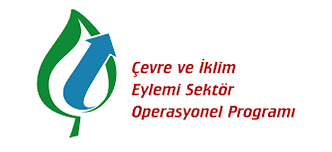 Çevre ve İklim
Eylemi Sektör
Operasyonel Programı